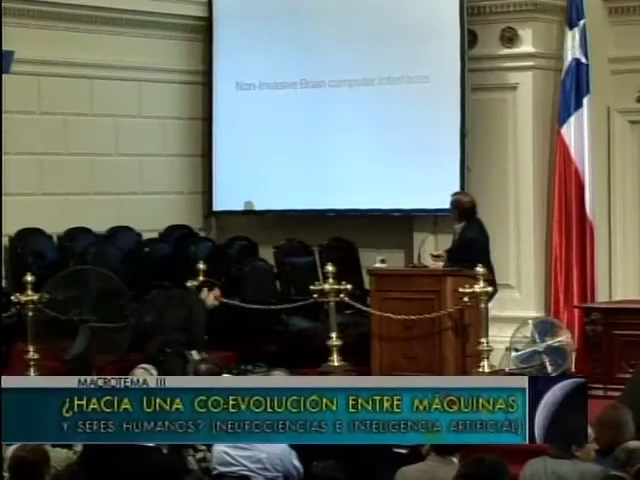 Non-Invasive Brain computer interfaces
MACROTEMA III
¿HACIA UNA CO-EVOLUCIÓN ENTRE MÁQUINAS
Y SERES HUMANOS? (NEUROCIENCIAS E INTELIGENCIA ARTIFICIAL)